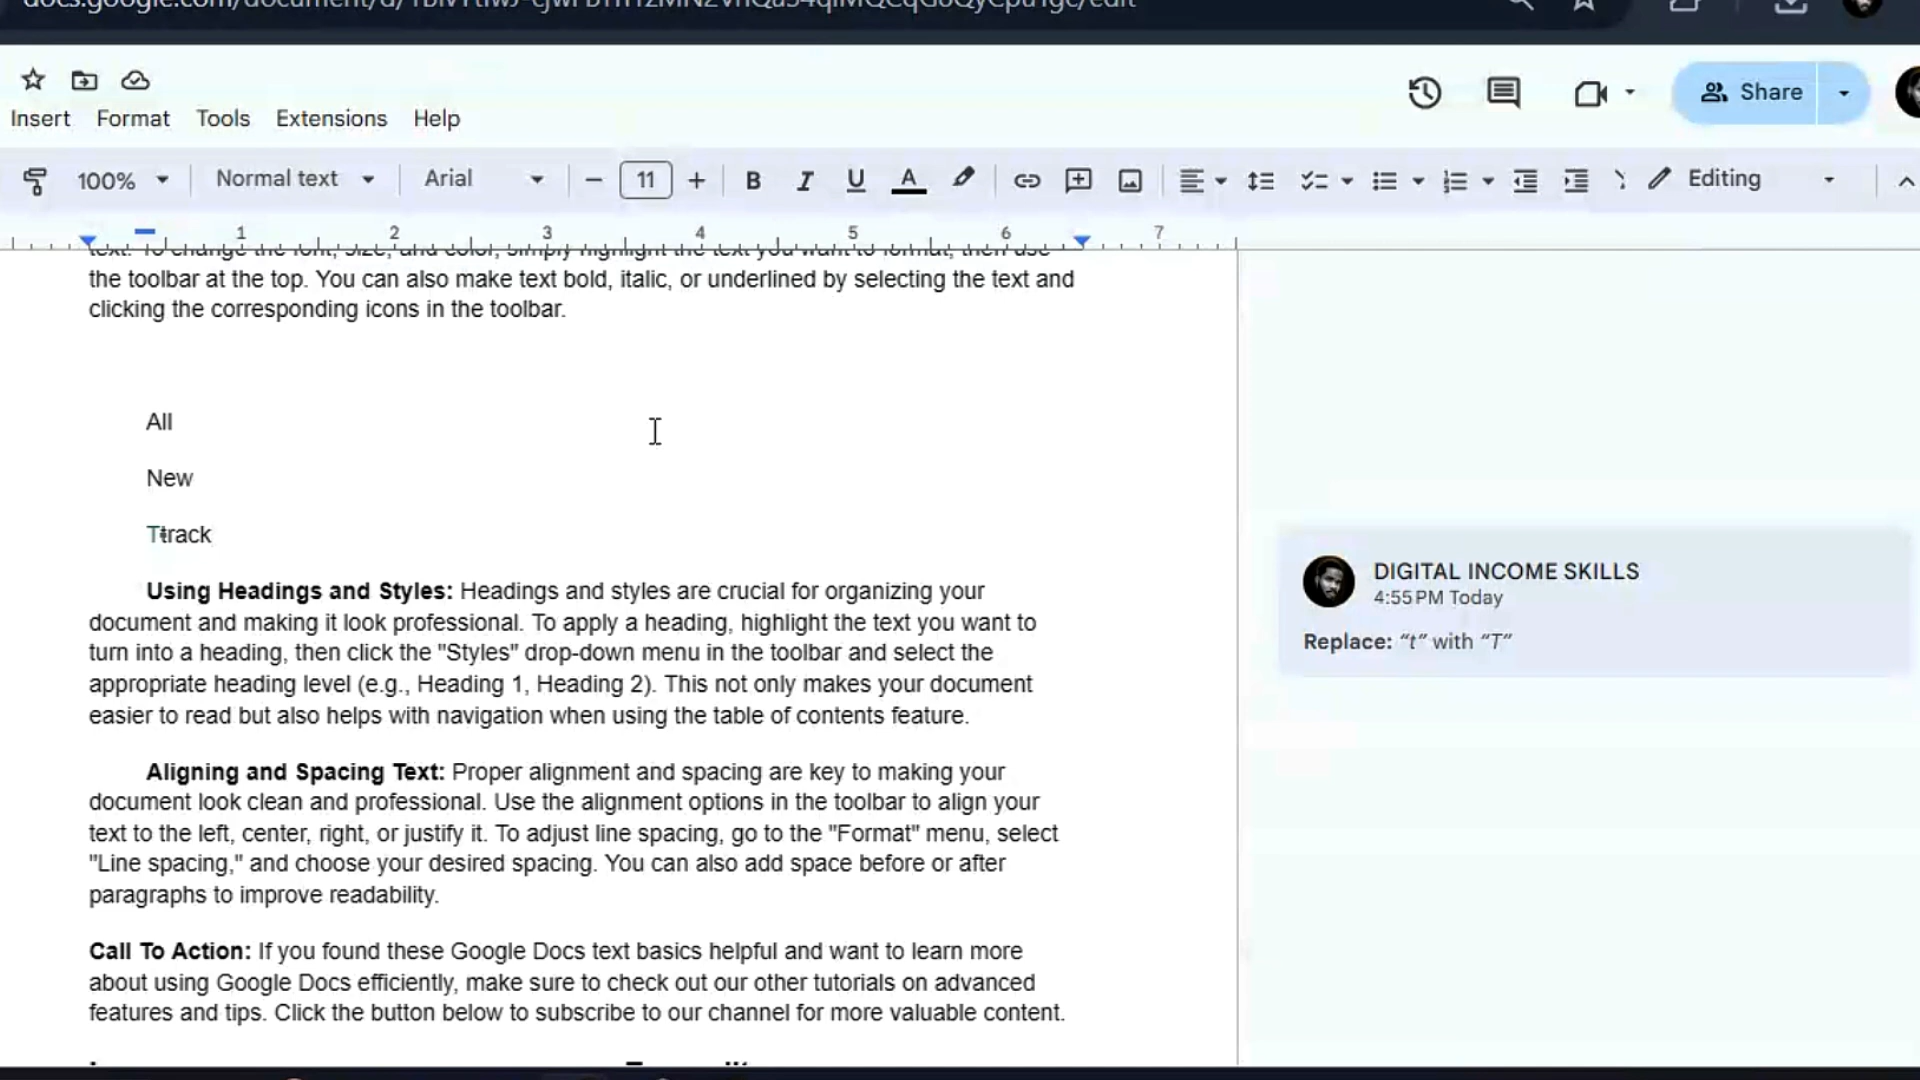 Insert Format Tools Extensions Help
Share
100% Normal text Arial 11 B I U A Editing
1 2 3 4 5 6 7
text. To change the font, size, and color, simply highlight the text you want to format, then use
the toolbar at the top. You can also make text bold, italic, or underlined by selecting the text and
clicking the corresponding icons in the toolbar.
All
New
Ttrack
Using Headings and Styles: Headings and styles are crucial for organizing your
document and making it look professional. To apply a heading, highlight the text you want to
turn into a heading, then click the "Styles" drop-down menu in the toolbar and select the
appropriate heading level (e.g., Heading 1, Heading 2). This not only makes your document
easier to read but also helps with navigation when using the table of contents feature.
Aligning and Spacing Text: Proper alignment and spacing are key to making your
document look clean and professional. Use the alignment options in the toolbar to align your
text to the left, center, right, or justify it. To adjust line spacing, go to the "Format" menu, select
"Line spacing," and choose your desired spacing. You can also add space before or after
paragraphs to improve readability.
Call To Action: If you found these Google Docs text basics helpful and want to learn more
about using Google Docs efficiently, make sure to check out our other tutorials on advanced
features and tips. Click the button below to subscribe to our channel for more valuable content.
DIGITAL INCOME SKILLS
4:55 PM Today
Replace: “t” with “T”